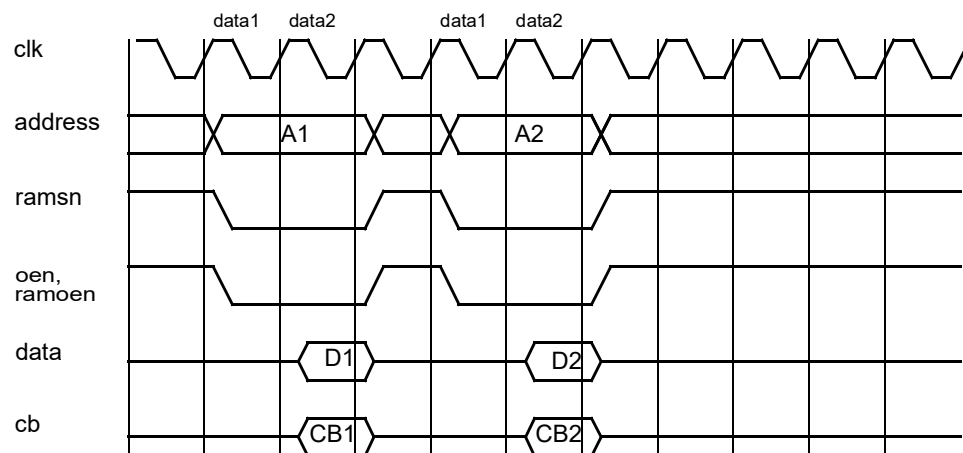 data1 data2 data1 data2
clk
address A1 A2
ramsn
oen,
ramoen
data D1 D2
cb CB1 CB2